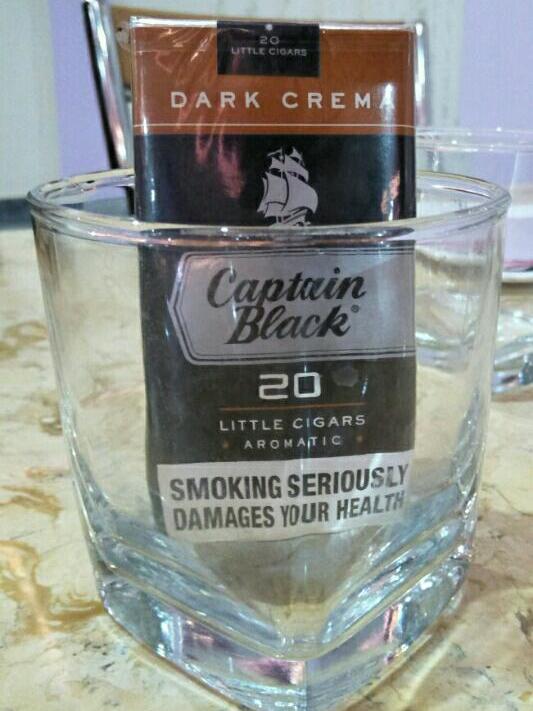 20
LITTLE CIGARS
DARK CREMA
Captain
Black®
20
LITTLE CIGARS
AROMATIC
SMOKING SERIOUSLY
DAMAGES YOUR HEALTH